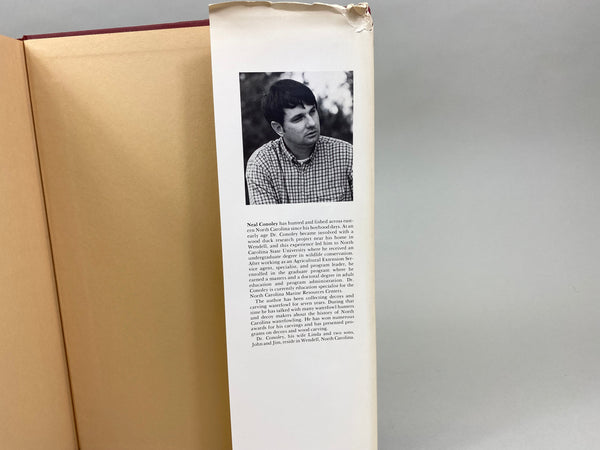 Neal Conoley has hunted and fished across east-
ern North Carolina since his boyhood days. At an
early age Dr. Conoley became involved with a
wood duck research project near his home in
Wendell, and this experience led him to North
Carolina State University where he received an
undergraduate degree in wildlife conservation.
After working as an Agricultural Extension Ser-
vice agent, specialist, and program leader, he
enrolled in the graduate program where he
earned a masters and a doctoral degree in adult
education and program administration. Dr.
Conoley is currently education specialist for the
North Carolina Marine Resources Centers.
The author has been collecting decoys and
carving waterfowl for seven years. During that
time he has talked with many waterfowl hunters
and decoy makers about the history of North
Carolina waterfowling. He has won numerous
awards for his carvings and has presented pro-
grams on decoys and wood carving.
Dr. Conoley, his wife Linda and two sons,
John and Jim, reside in Wendell, North Carolina.